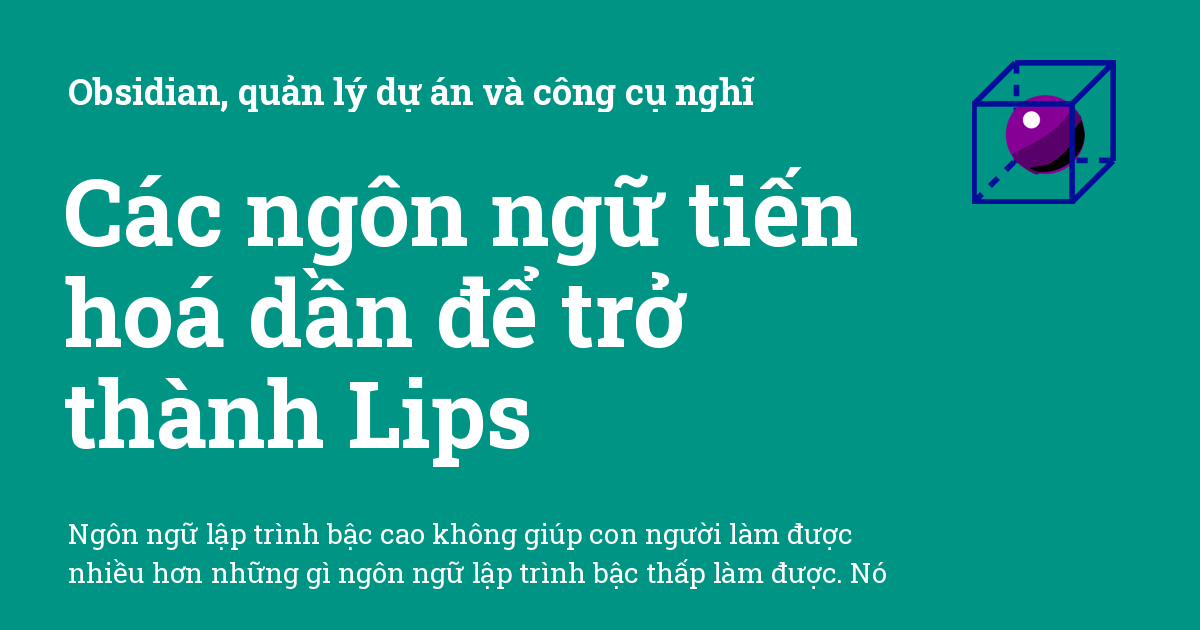 Obsidian, quản lý dự án và công cụ nghĩ
Các ngôn ngữ tiến
hoá dần để trở
thành Lips
Ngôn ngữ lập trình bậc cao không giúp con người làm được
nhiều hơn những gì ngôn ngữ lập trình bậc thấp làm được. Nó